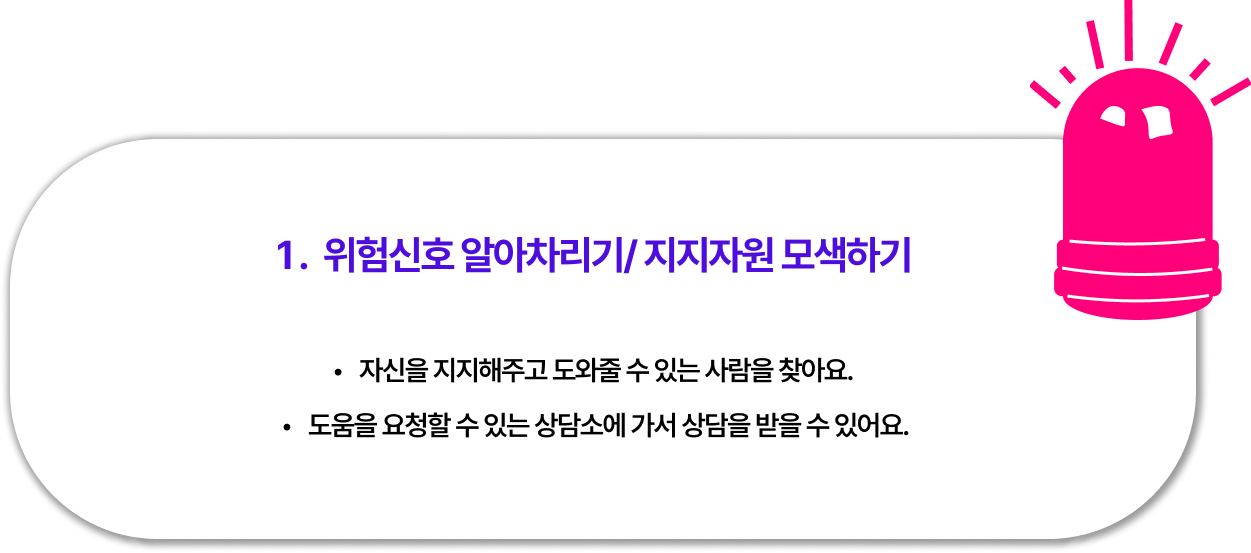 1. 위험신호 알아차리기/ 지지자원 모색하기
• 자신을 지지해주고 도와줄 수 있는 사람을 찾아요.
• 도움을 요청할 수 있는 상담소에 가서 상담을 받을 수 있어요.